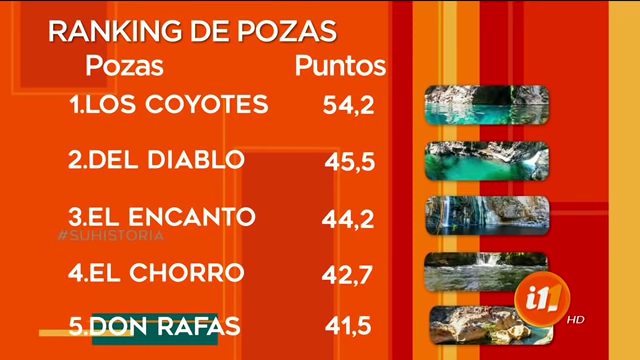 RANKING DE POZAS
Pozas Puntos
1.LOS COYOTES 54,2
2.DEL DIABLO 45,5
3.EL ENCANTO 44,2
#SUHISTORIA
4.EL CHORRO 42,7
5.DON RAFAS 41,5
i11
HD